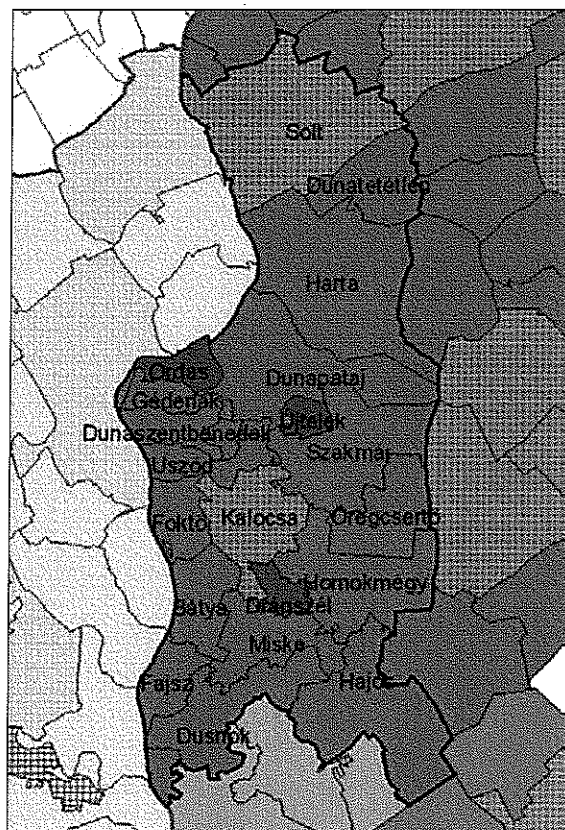 Solt
Dunatetétlen
Harta
Ordas
Dunapataj
Géderlak
Újtelek
Dunaszentbenedek
Szakmár
Uszód
Foktő
Kalocsa
Öregcsertő
Homokmégy
Bátya
Drágszél
Miske
Fajsz
Hajós
Dusnok